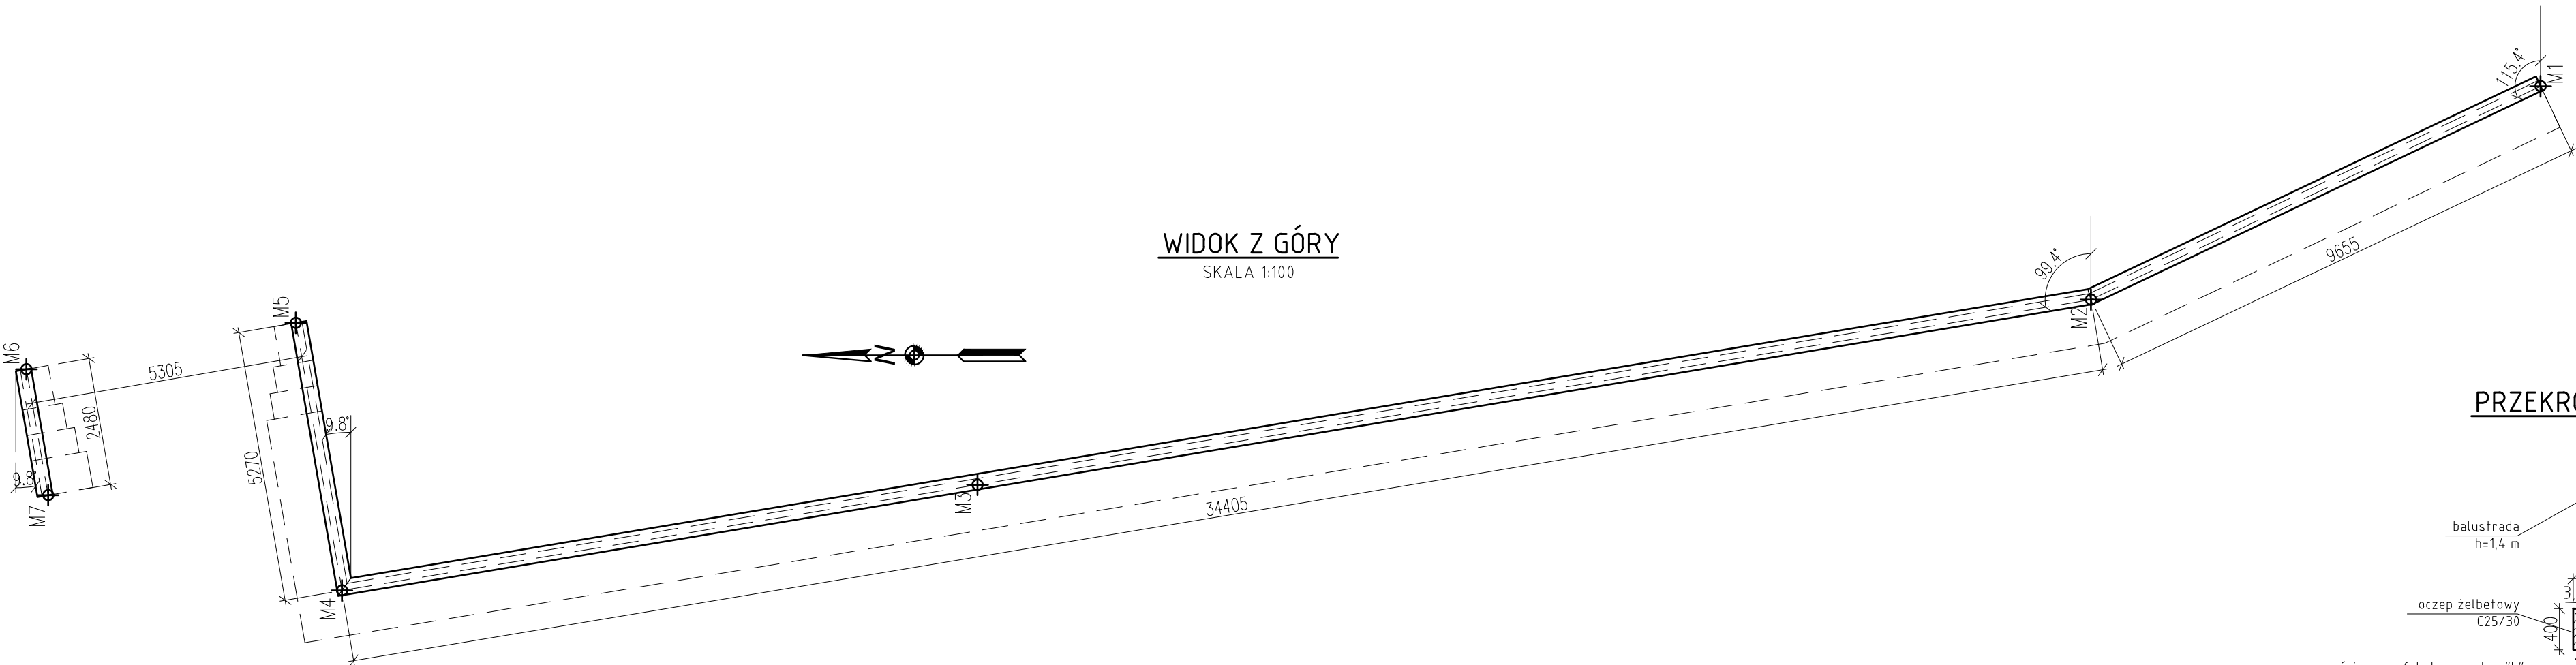 WIDOK Z GÓRY
SKALA 1:100
M6
M7
5305
2480
9.8°
M5
5270
9.8°
M4
N
M3
34405
M2
99.4°
115.4°
M1
9655
PRZEKR
balustrada
h=1,4 m
oczep żelbetowy
C25/30
400
3